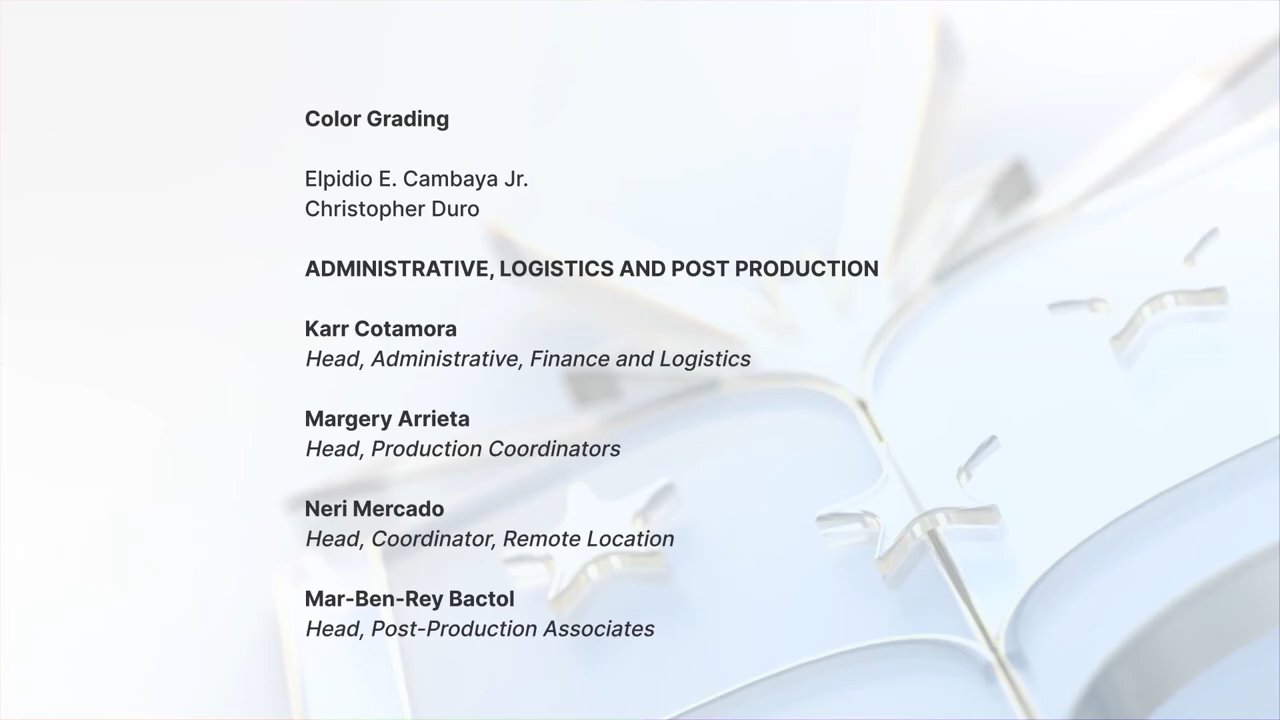 Color Grading
Elpidio E. Cambaya Jr.
Christopher Duro
ADMINISTRATIVE, LOGISTICS AND POST PRODUCTION
Karr Cotamora
Head, Administrative, Finance and Logistics
Margery Arrieta
Head, Production Coordinators
Neri Mercado
Head, Coordinator, Remote Location
Mar-Ben-Rey Bactol
Head, Post-Production Associates